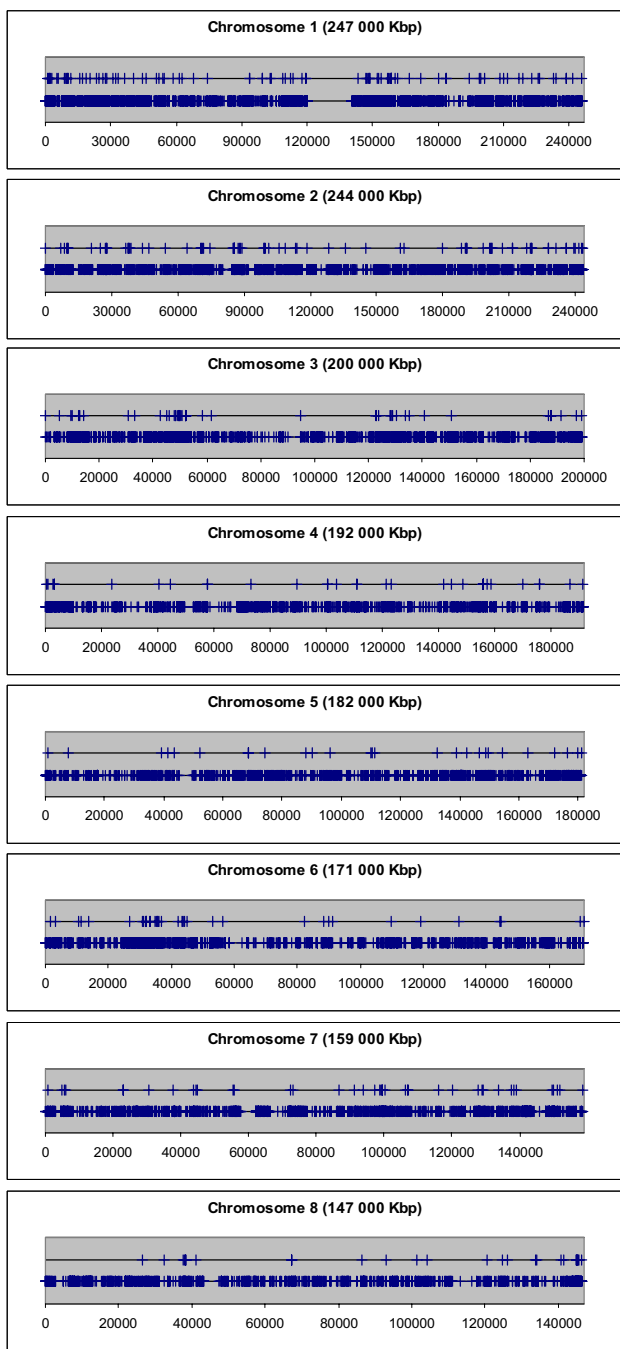 Chromosome 1 (247 000 Kbp)
0 30000 60000 90000 120000 150000 180000 210000 240000
Chromosome 2 (244 000 Kbp)
0 30000 60000 90000 120000 150000 180000 210000 240000
Chromosome 3 (200 000 Kbp)
0 20000 40000 60000 80000 100000 120000 140000 160000 180000 200000
Chromosome 4 (192 000 Kbp)
0 20000 40000 60000 80000 100000 120000 140000 160000 180000
Chromosome 5 (182 000 Kbp)
0 20000 40000 60000 80000 100000 120000 140000 160000 180000
Chromosome 6 (171 000 Kbp)
0 20000 40000 60000 80000 100000 120000 140000 160000
Chromosome 7 (159 000 Kbp)
0 20000 40000 60000 80000 100000 120000 140000
Chromosome 8 (147 000 Kbp)
0 20000 40000 60000 80000 100000 120000 140000